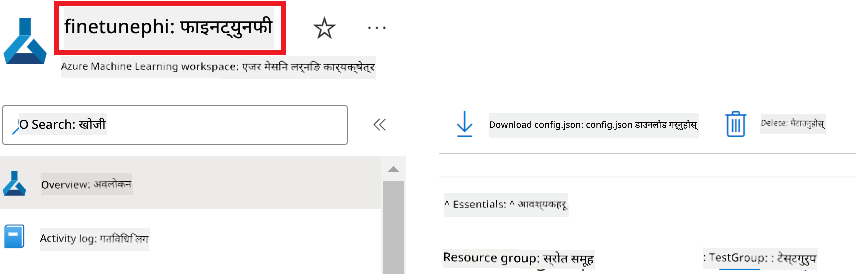 finetunephi: फाइनट्युनफी
Azure Machine Learning workspace: एजर मेसिन लर्नङि कार्यक्षेत्र
O Search: खोजी
Download config.json: config.json डाउनलोड गर्नुहोस्
Delete: मेटाउनुहोस्
Overview: अवलोकन
^ Essentials: ^ आवश्यकहरू
Activity log: गतिविधि लग
Resource group: स्रोत समूह
: TestGroup: : टेस्टगुरुप